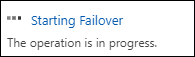 Starting Failover
The operation is in progress.